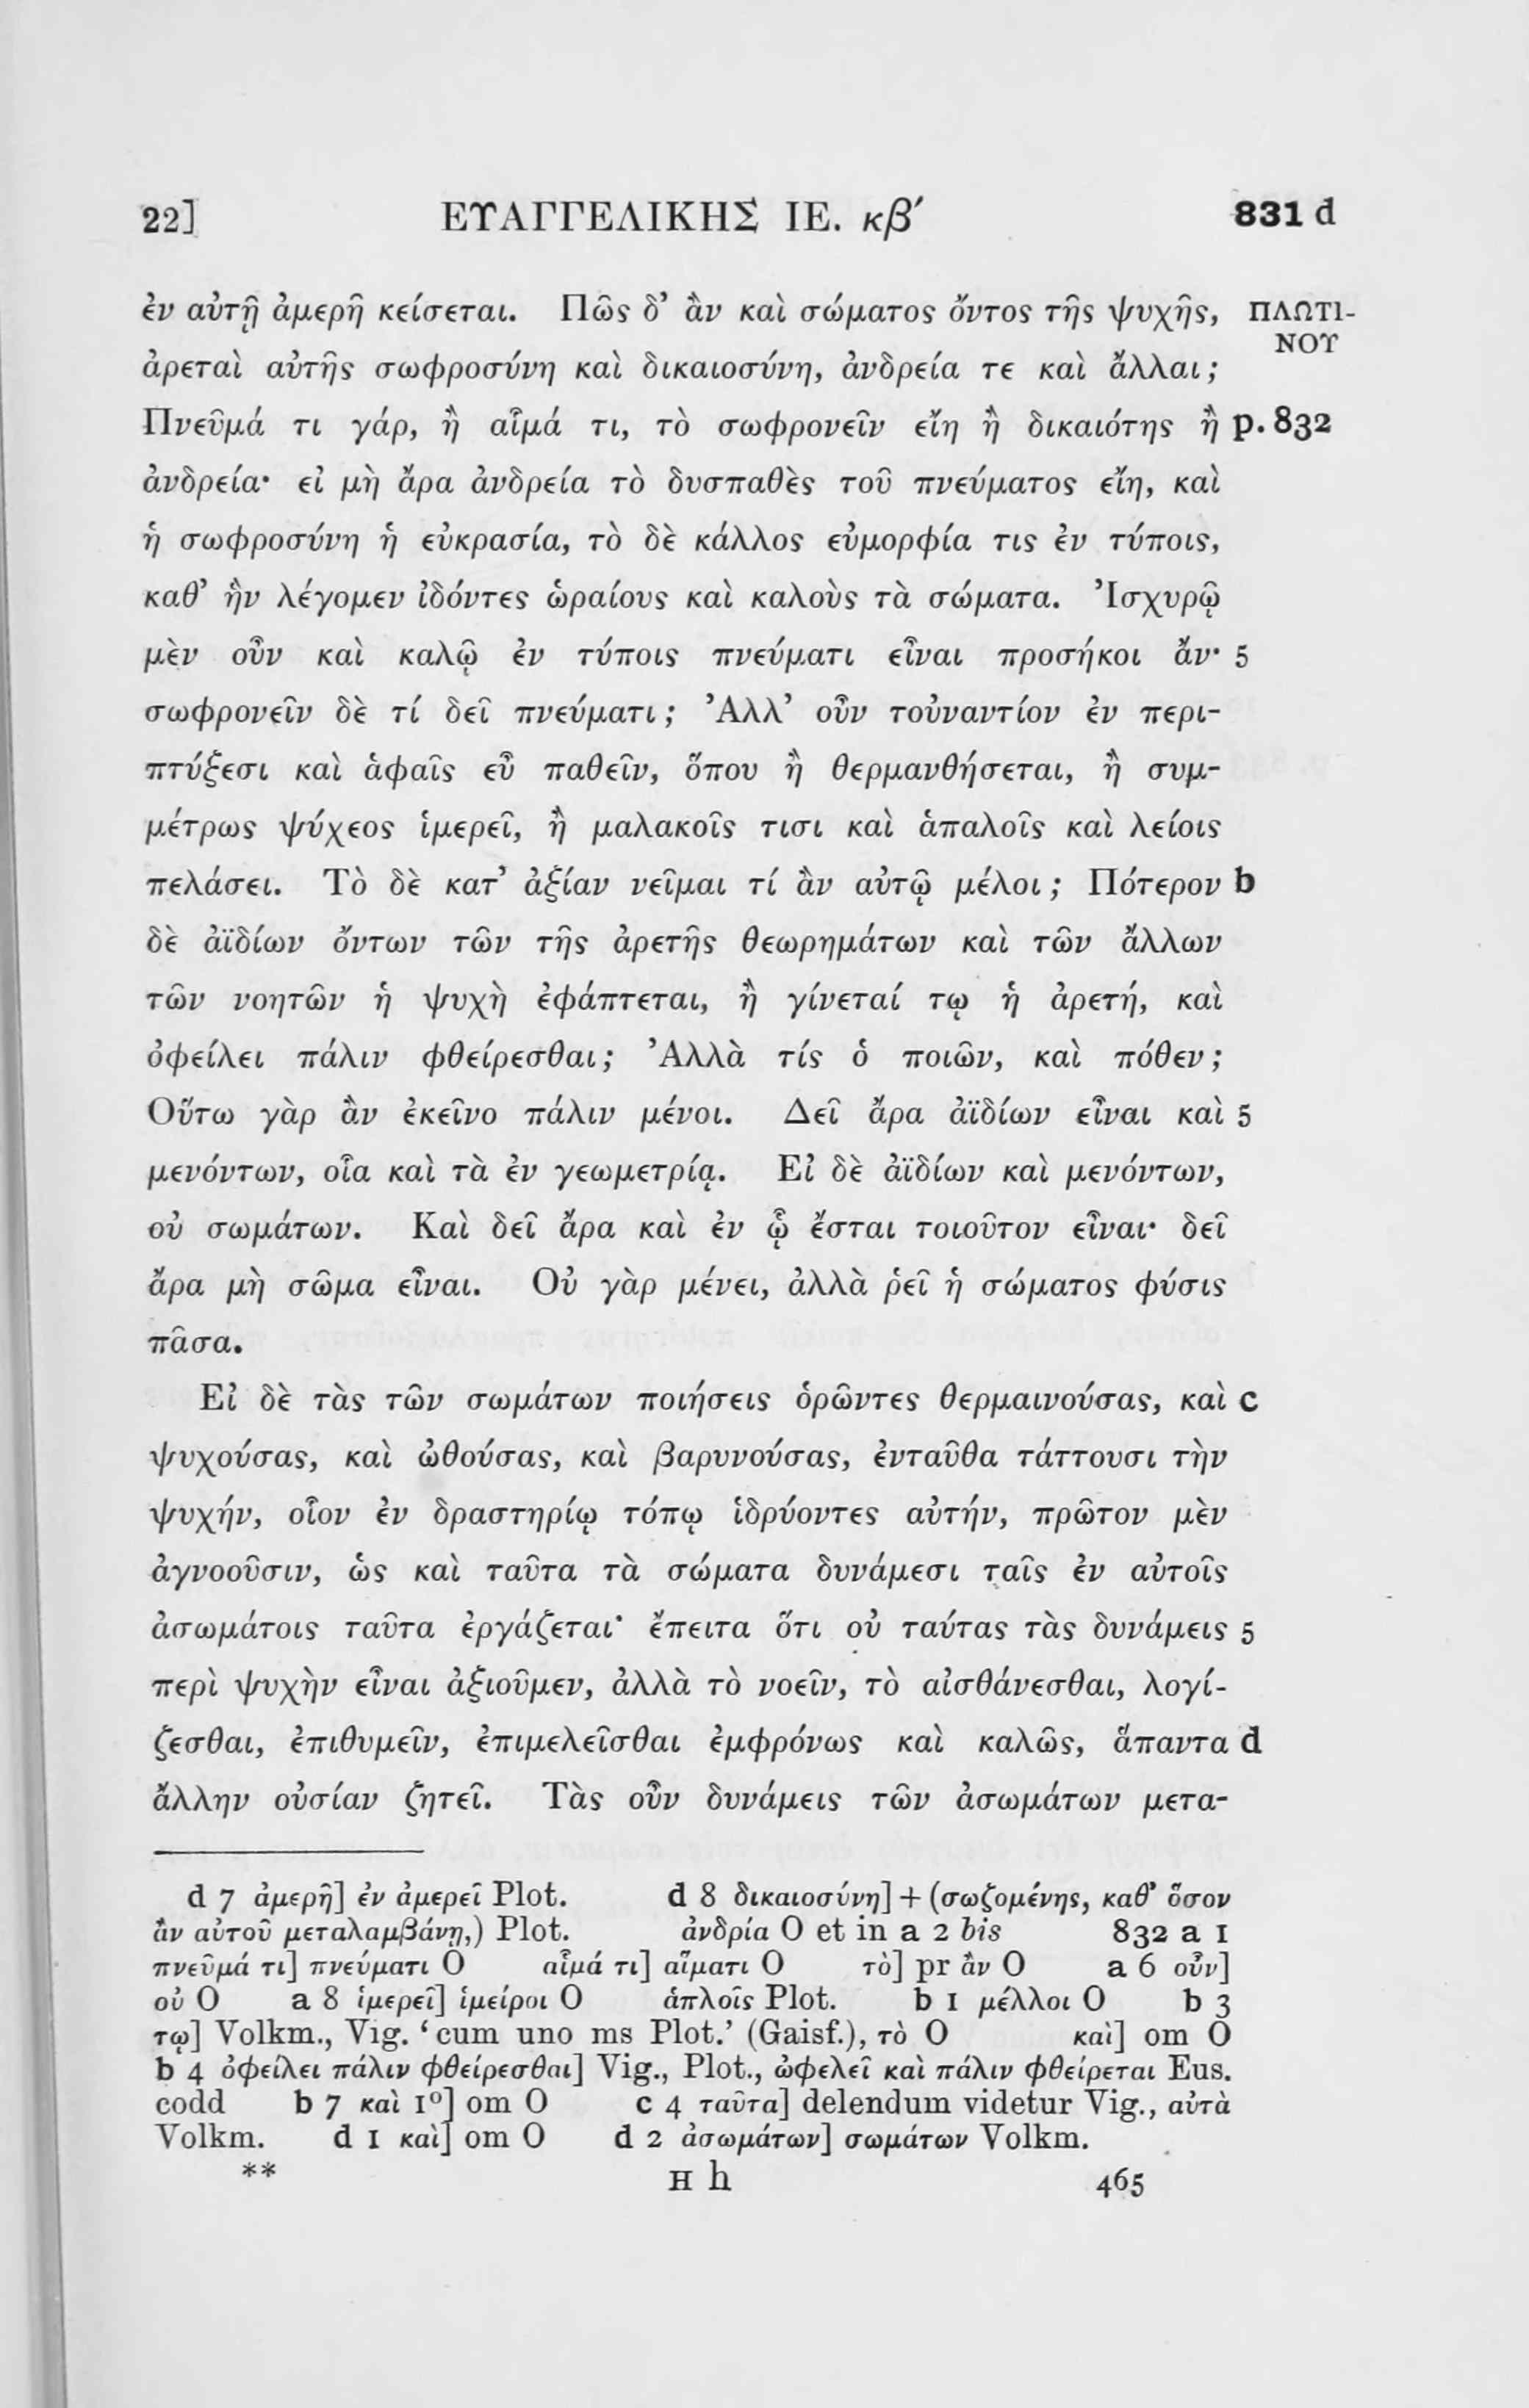 22] ΕΥΑΓΓΕΛΙΚΗΣ ΙΕ. κβʹ 831 d
ἐν αὐτῇ ἀμερῆ κείσεται. Πῶς δ’ ἂν καὶ σώματος ὄντος τῆς ψυχῆς, ΠΛΩΤΙ-
ΝΟΥ
ἀρεταὶ αὐτῆς σωφροσύνη καὶ δικαιοσύνη, ἀνδρεία τε καὶ ἄλλαι;
Πνεῦμά τι γάρ, ἢ αἷμά τι, τὸ σωφρονεῖν εἴη ἢ δικαιότης ἢ p. 832
ἀνδρεία· εἰ μὴ ἄρα ἀνδρεία τὸ δυσπαθὲς τοῦ πνεύματος εἴη, καὶ
ἡ σωφροσύνη ἡ εὐκρασία, τὸ δὲ κάλλος εὐμορφία τις ἐν τύποις,
καθ’ ἣν λέγομεν ἰδόντες ὡραίους καὶ καλοὺς τὰ σώματα. Ἰσχυρῷ
μὲν οὖν καὶ καλῷ ἐν τύποις πνεύματι εἶναι προσήκοι ἄν· 5
σωφρονεῖν δὲ τί δεῖ πνεύματι; Ἀλλ’ οὖν τοὐναντίον ἐν περι-
πτύξεσι καὶ ἁφαῖς εὖ παθεῖν, ὅπου ἢ θερμανθήσεται, ἢ συμ-
μέτρως ψύχεος ἱμερεῖ, ἢ μαλακοῖς τισι καὶ ἁπαλοῖς καὶ λείοις
πελάσει. Τὸ δὲ κατ’ ἀξίαν νεῖμαι τί ἂν αὐτῷ μέλοι; Πότερον b
δὲ ἀϊδίων ὄντων τῶν τῆς ἀρετῆς θεωρημάτων καὶ τῶν ἄλλων
τῶν νοητῶν ἡ ψυχὴ ἐφάπτεται, ἢ γίνεταί τῳ ἡ ἀρετή, καὶ
ὀφείλει πάλιν φθείρεσθαι; Ἀλλὰ τίς ὁ ποιῶν, καὶ πόθεν;
Οὕτω γὰρ ἂν ἐκεῖνο πάλιν μένοι. Δεῖ ἄρα ἀϊδίων εἶναι καὶ 5
μενόντων, οἷα καὶ τὰ ἐν γεωμετρίᾳ. Εἰ δὲ ἀϊδίων καὶ μενόντων,
οὐ σωμάτων. Καὶ δεῖ ἄρα καὶ ἐν ᾧ ἔσται τοιοῦτον εἶναι· δεῖ
ἄρα μὴ σῶμα εἶναι. Οὐ γὰρ μένει, ἀλλὰ ῥεῖ ἡ σώματος φύσις
πᾶσα.
Εἰ δὲ τὰς τῶν σωμάτων ποιήσεις ὁρῶντες θερμαινούσας, καὶ c
ψυχούσας, καὶ ὠθούσας, καὶ βαρυνούσας, ἐνταῦθα τάττουσι τὴν
ψυχήν, οἷον ἐν δραστηρίῳ τόπῳ ἱδρύοντες αὐτήν, πρῶτον μὲν
ἀγνοοῦσιν, ὡς καὶ ταῦτα τὰ σώματα δυνάμεσι ταῖς ἐν αὐτοῖς
ἀσωμάτοις ταῦτα ἐργάζεται· ἔπειτα ὅτι οὐ ταύτας τὰς δυνάμεις 5
περὶ ψυχὴν εἶναι ἀξιοῦμεν, ἀλλὰ τὸ νοεῖν, τὸ αἰσθάνεσθαι, λογί-
ζεσθαι, ἐπιθυμεῖν, ἐπιμελεῖσθαι ἐμφρόνως καὶ καλῶς, ἅπαντα d
ἄλλην οὐσίαν ζητεῖ. Τὰς οὖν δυνάμεις τῶν ἀσωμάτων μετα-
d 7 ἀμερῆ] ἐν ἀμερεῖ Plot. d 8 δικαιοσύνη] + (σωζομένης, καθ’ ὅσον
ἂν αὐτοῦ μεταλαμβάνῃ,) Plot. ἀνδρία O et in a 2 bis 832 a 1
πνεῦμά τι] πνεύματι O αἷμά τι] αἵματι O τὸ] pr ἂν O a 6 οὖν]
οὐ O a 8 ἱμερεῖ] ἱμείροι O ἁπλοῖς Plot. b 1 μέλλοι O b 3
τῳ] Volkm., Vig. ‘cum uno ms Plot.’ (Gaisf.), τὸ O καὶ] om O
b 4 ὀφείλει πάλιν φθείρεσθαι] Vig., Plot., ὠφελεῖ καὶ πάλιν φθείρεται Eus.
codd b 7 καὶ 1º] om O c 4 ταῦτα] delendum videtur Vig., αὐτὰ
Volkm. d 1 καὶ] om O d 2 ἀσωμάτων] σωμάτων Volkm.
** H h 465